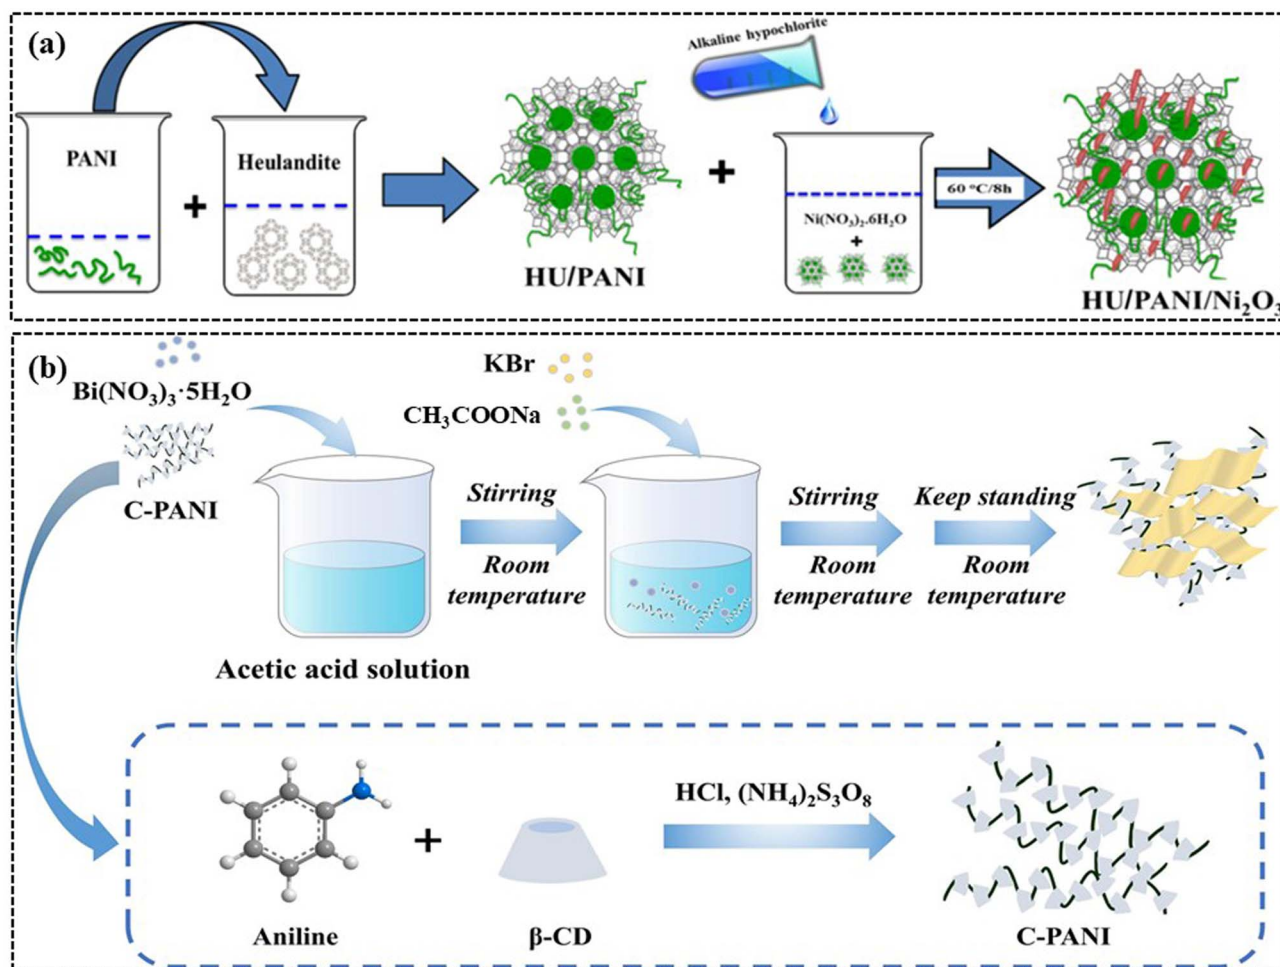 (a)
Alkaline hypochlorite
PANI
Heulandite
+
+
Ni(NO₃)₂.6H₂O
+
60 °C/8h
HU/PANI
HU/PANI/Ni₂O₃
(b)
Bi(NO₃)₃·5H₂O
C-PANI
KBr
CH₃COONa
Stirring
Room
temperature
Stirring
Room
temperature
Keep standing
Room
temperature
Acetic acid solution
HCl, (NH₄)₂S₃O₈
+
Aniline
β-CD
C-PANI